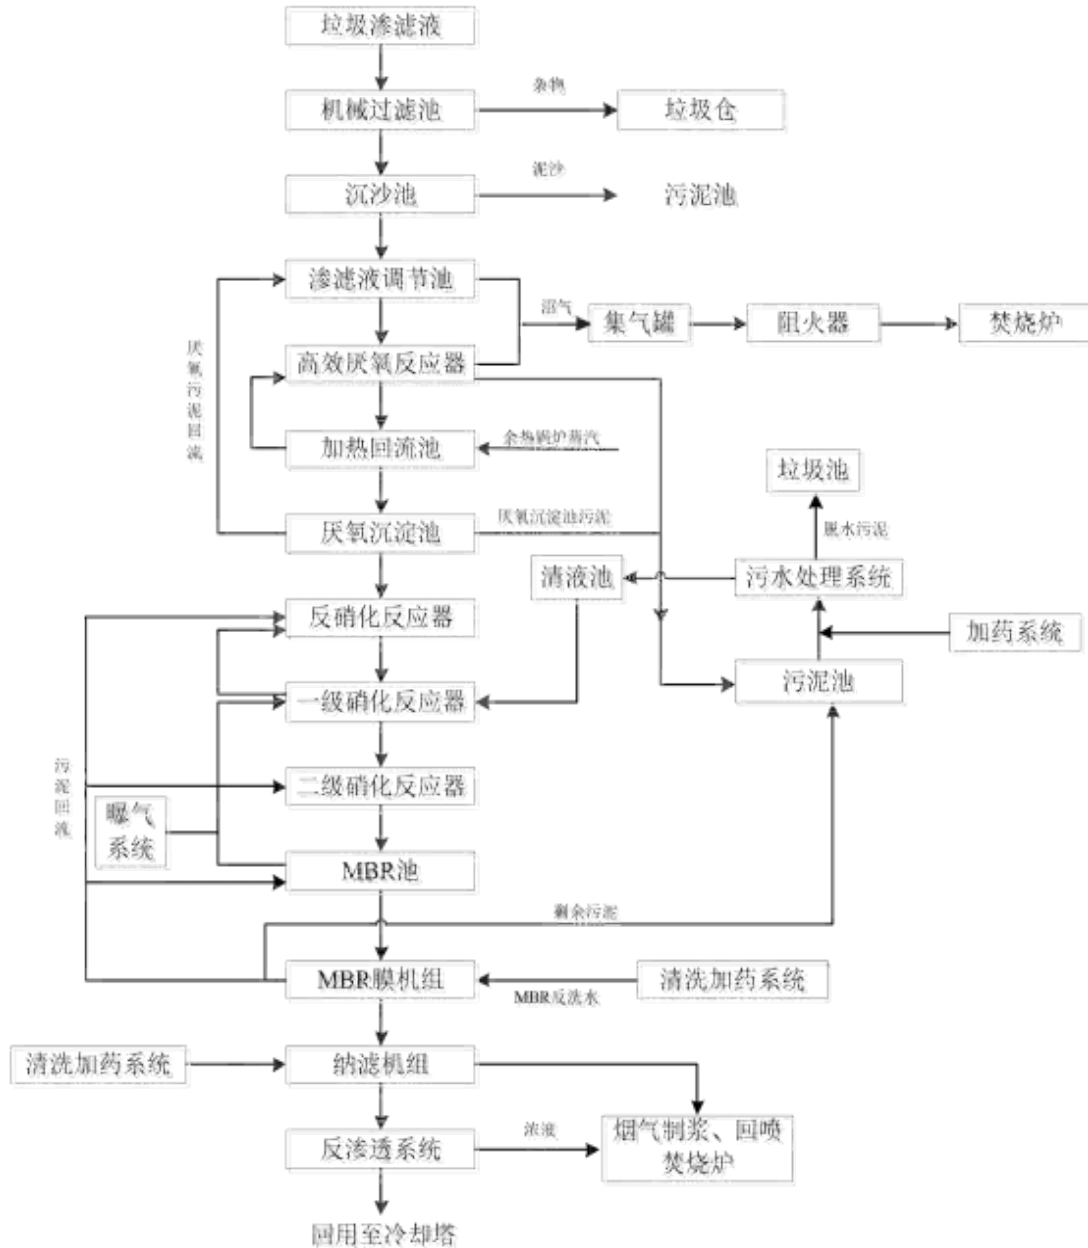 垃圾渗滤液
机械过滤池
杂物
垃圾仓
沉沙池
泥沙
污泥池
渗滤液调节池
沼气
集气罐
阻火器
焚烧炉
厌氧污泥回流
高效厌氧反应器
加热回流池
余热锅炉蒸汽
垃圾池
脱水污泥
厌氧沉淀池
厌氧沉淀池污泥
清液池
污水处理系统
反硝化反应器
加药系统
污泥池
一级硝化反应器
污泥回流
二级硝化反应器
曝气
系统
MBR池
剩余污泥
MBR膜机组
MBR反洗水
清洗加药系统
清洗加药系统
纳滤机组
反渗透系统
浓液
烟气制浆、回喷
焚烧炉
回用至冷却塔